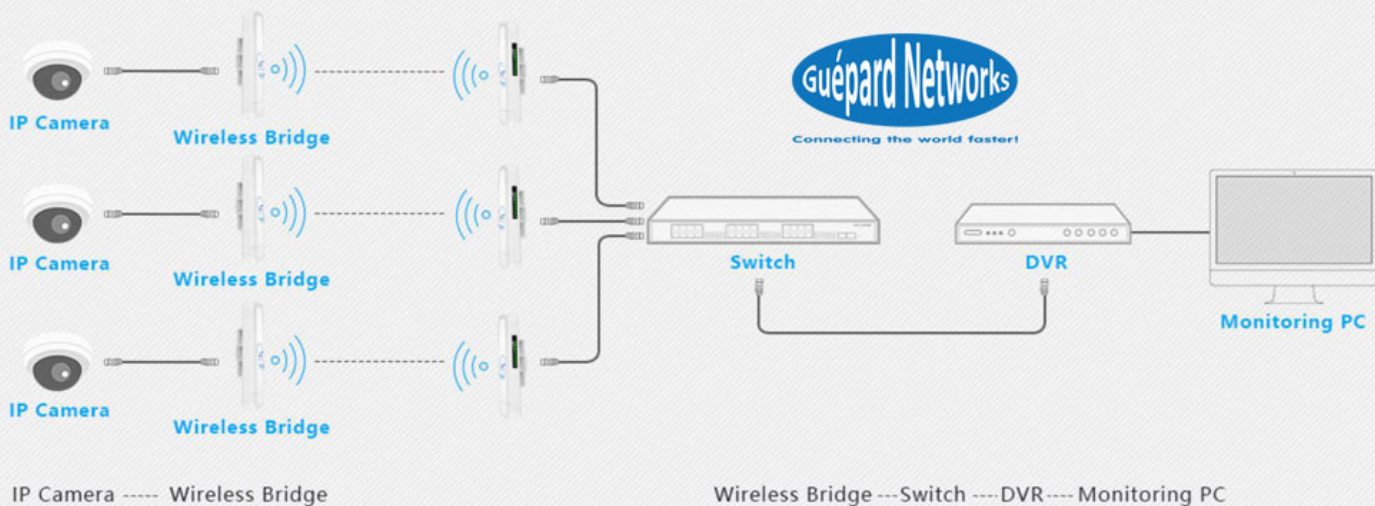 IP Camera
Wireless Bridge
Guépard Networks
Connecting the world faster!
IP Camera
Wireless Bridge
Switch
DVR
Monitoring PC
IP Camera
Wireless Bridge
IP Camera ----- Wireless Bridge
Wireless Bridge ---Switch ----DVR---- Monitoring PC